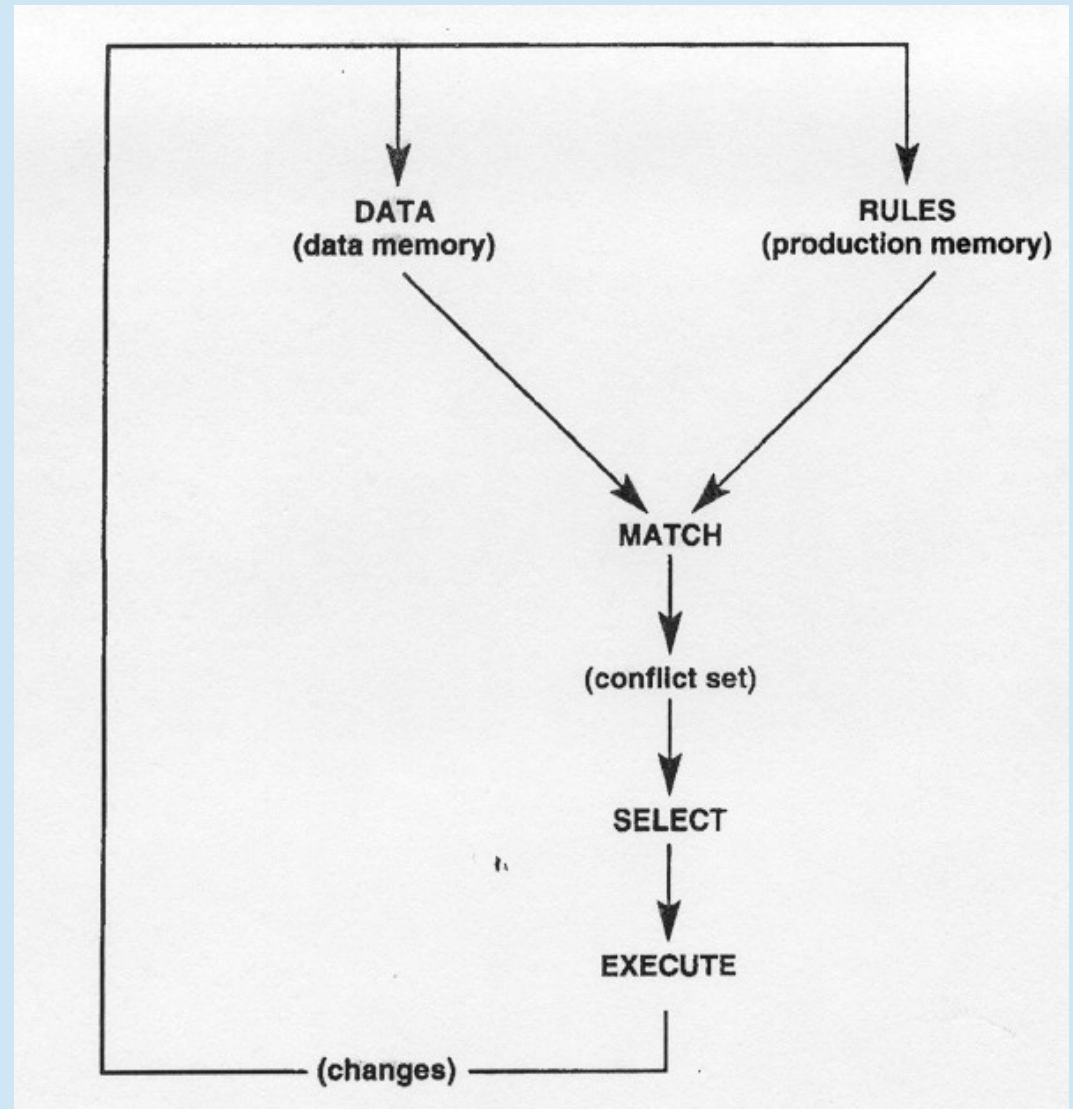 DATA
(data memory)
RULES
(production memory)
MATCH
(conflict set)
SELECT
EXECUTE
(changes)